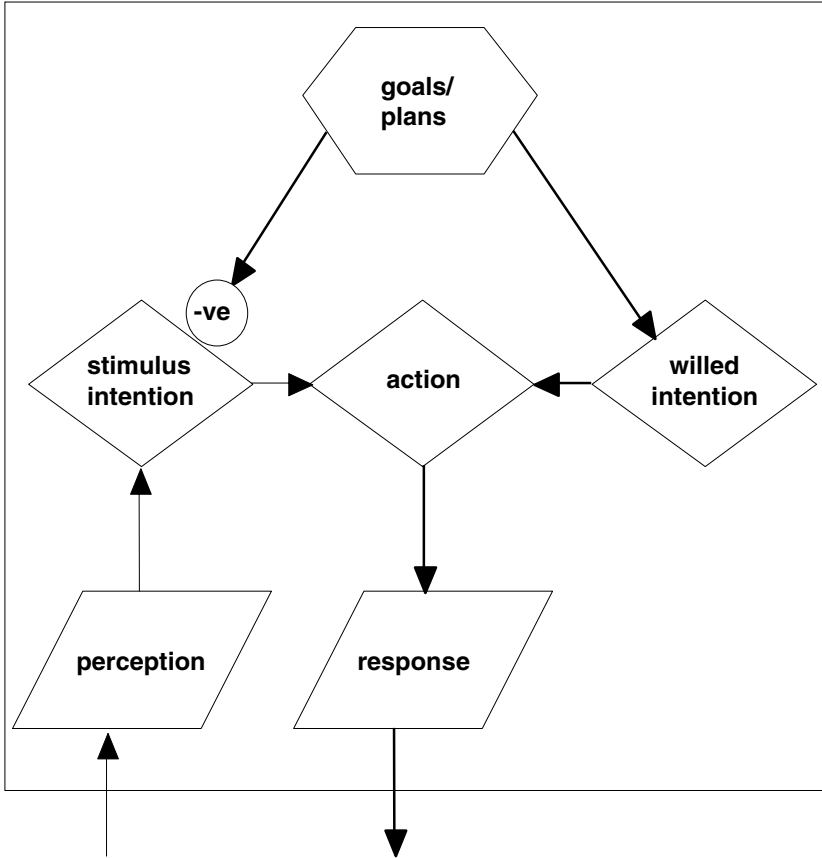 goals/
plans
-ve
stimulus
intention
action
willed
intention
perception
response